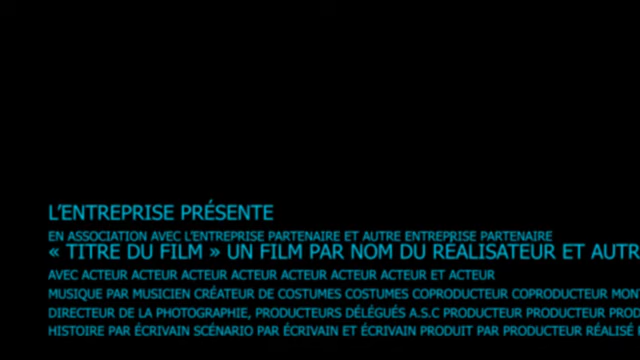 L'ENTREPRISE PRÉSENTE
EN ASSOCIATION AVEC L'ENTREPRISE PARTENAIRE ET AUTRE ENTREPRISE PARTENAIRE
« TITRE DU FILM » UN FILM PAR NOM DU RÉALISATEUR ET AUTR
AVEC ACTEUR ACTEUR ACTEUR ACTEUR ACTEUR ACTEUR ACTEUR ET ACTEUR
MUSIQUE PAR MUSICIEN CRÉATEUR DE COSTUMES COSTUMES COPRODUCTEUR COPRODUCTEUR MON
DIRECTEUR DE LA PHOTOGRAPHIE, PRODUCTEURS DÉLÉGUÉS A.S.C PRODUCTEUR PRODUCTEUR PROD
HISTOIRE PAR ÉCRIVAIN SCÉNARIO PAR ÉCRIVAIN ET ÉCRIVAIN PRODUIT PAR PRODUCTEUR RÉALISÉ